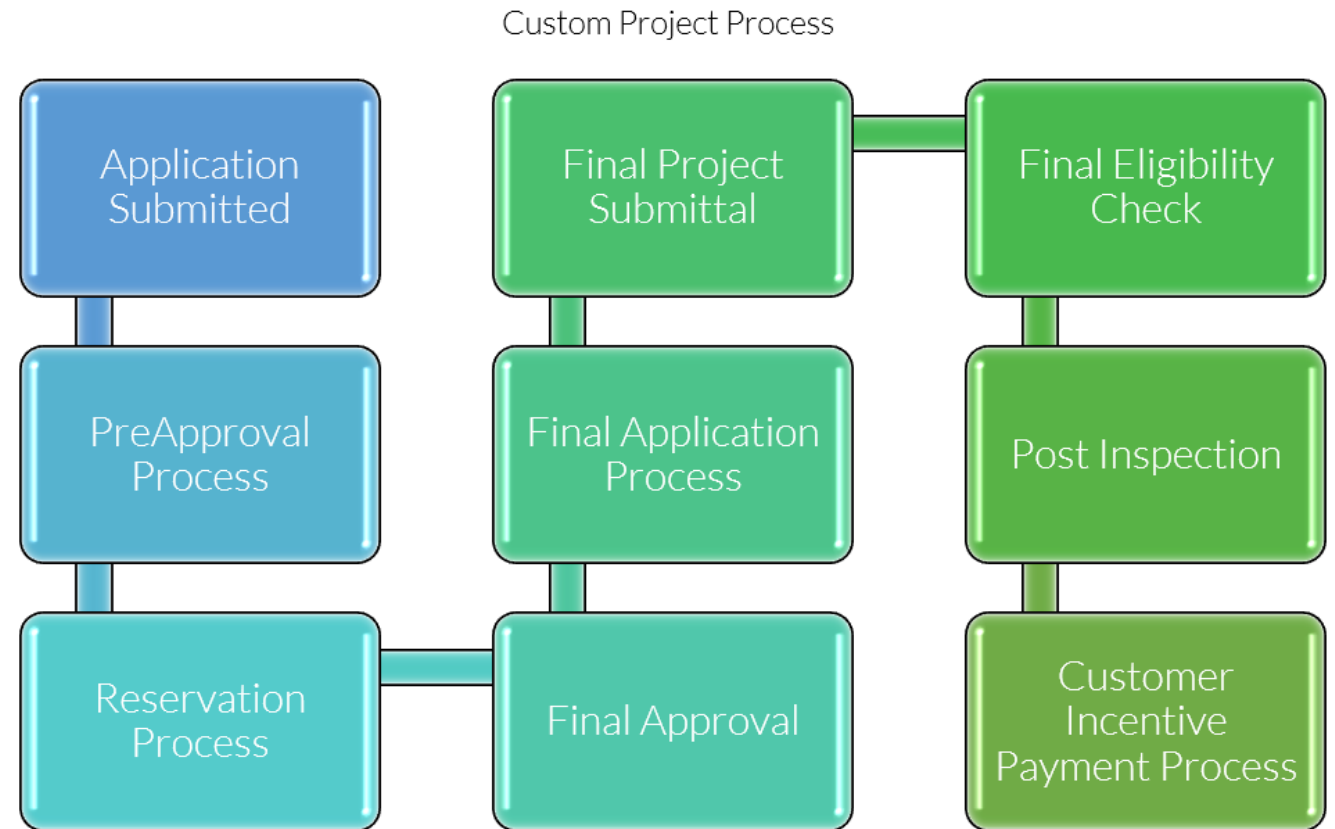 Custom Project Process
Application
Submitted
PreApproval
Process
Reservation
Process
Final Approval
Final Application
Process
Final Project
Submittal
Final Eligibility
Check
Post Inspection
Customer
Incentive
Payment Process